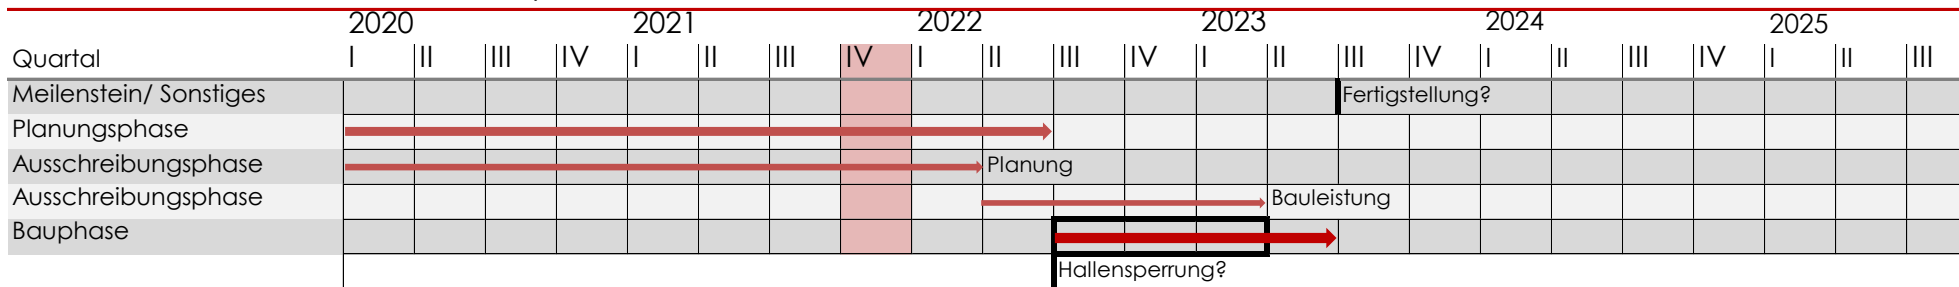 2020 2021 2022 2023 2024 2025
Quartal I II III IV I II III IV I II III IV I II III IV I II III IV I II III
Meilenstein/ Sonstiges Fertigstellung?
Planungsphase
Ausschreibungsphase Planung
Ausschreibungsphase Bauleistung
Bauphase
Hallensperrung?